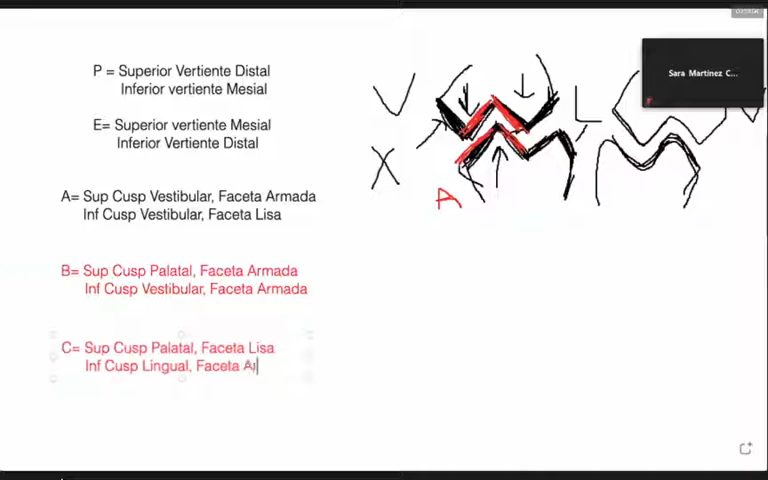 P = Superior Vertiente Distal
Inferior vertiente Mesial
E= Superior vertiente Mesial
Inferior Vertiente Distal
A= Sup Cusp Vestibular, Faceta Armada
Inf Cusp Vestibular, Faceta Lisa
B= Sup Cusp Palatal, Faceta Armada
Inf Cusp Vestibular, Faceta Armada
C= Sup Cusp Palatal, Faceta Lisa
Inf Cusp Lingual, Faceta
V
L
X
A
Sara Martínez C...